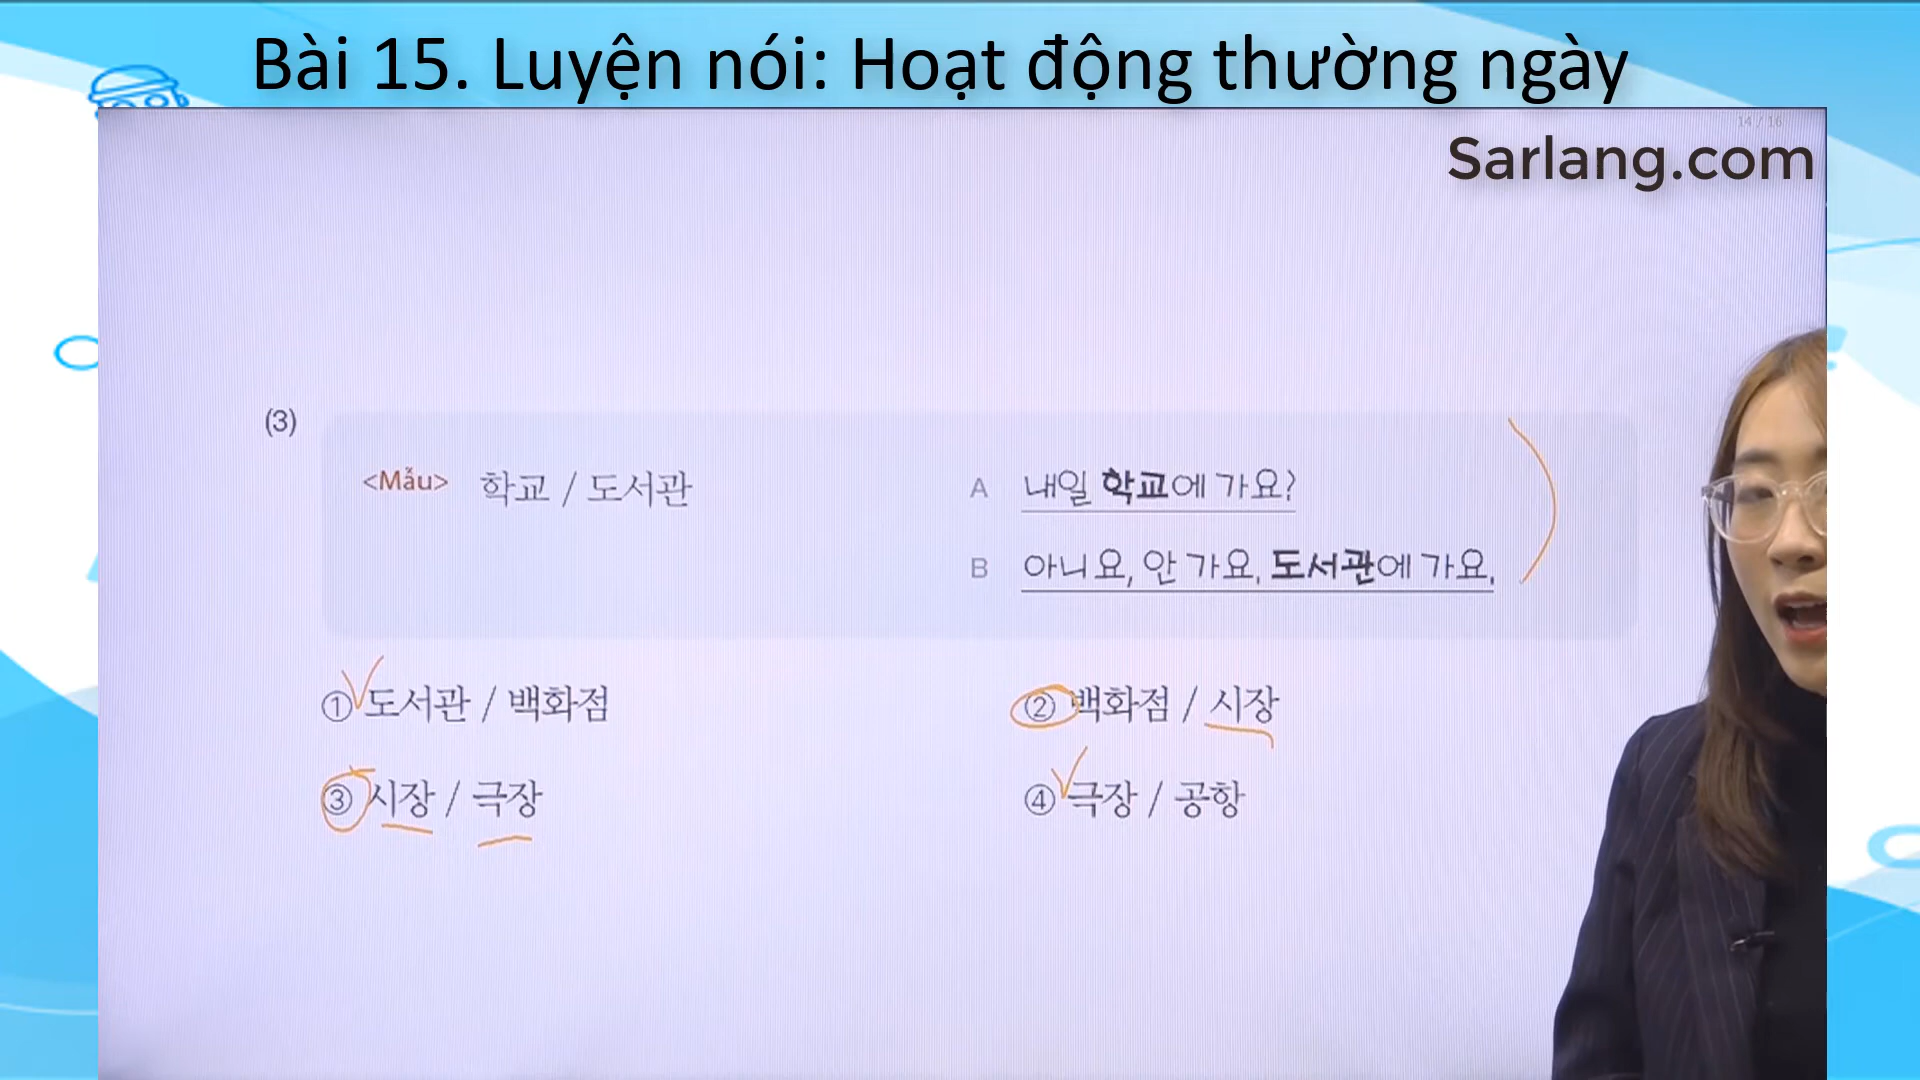 Bài 15. Luyện nói: Hoạt động thường ngày
14 / 16
Sarlang.com
(3)
<Mẫu> 학교 / 도서관
A 내일 학교에 가요?
B 아니요, 안 가요. 도서관에 가요.
① 도서관 / 백화점
② 백화점 / 시장
③ 시장 / 극장
④ 극장 / 공항